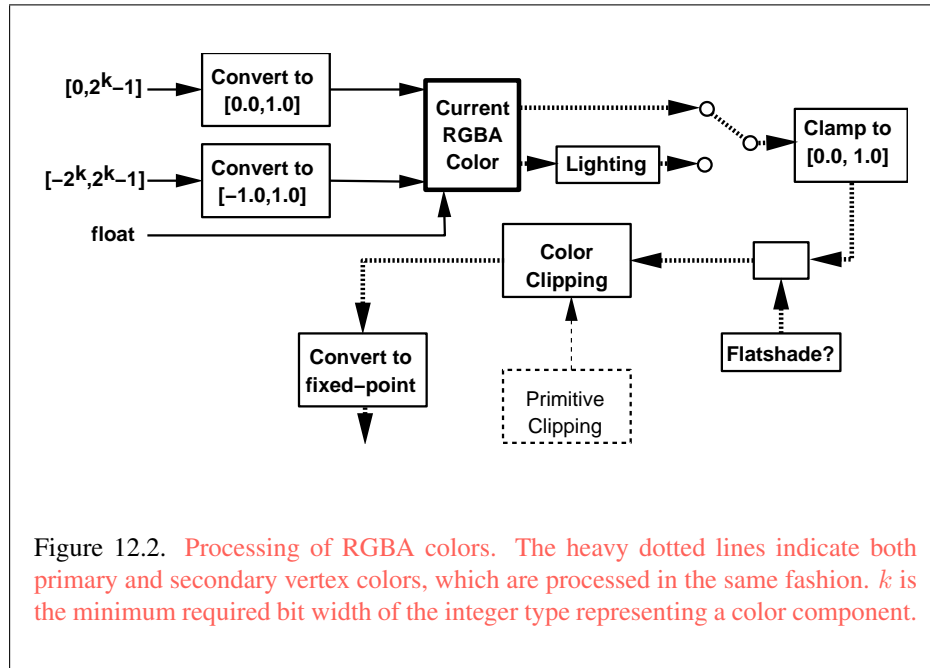 [0,2^k−1]
Convert to
[0.0,1.0]
Current
RGBA
Color
Clamp to
[0.0, 1.0]
Lighting
[−2^k,2^k−1]
Convert to
[−1.0,1.0]
float
Color
Clipping
Flatshade?
Convert to
fixed−point
Primitive
Clipping
Figure 12.2. Processing of RGBA colors. The heavy dotted lines indicate both
primary and secondary vertex colors, which are processed in the same fashion. k is
the minimum required bit width of the integer type representing a color component.